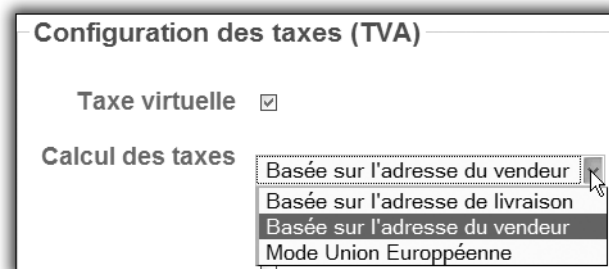 Configuration des taxes (TVA)
Taxe virtuelle
Calcul des taxes
Basée sur l'adresse du vendeur
Basée sur l'adresse de livraison
Basée sur l'adresse du vendeur
Mode Union Europpéenne